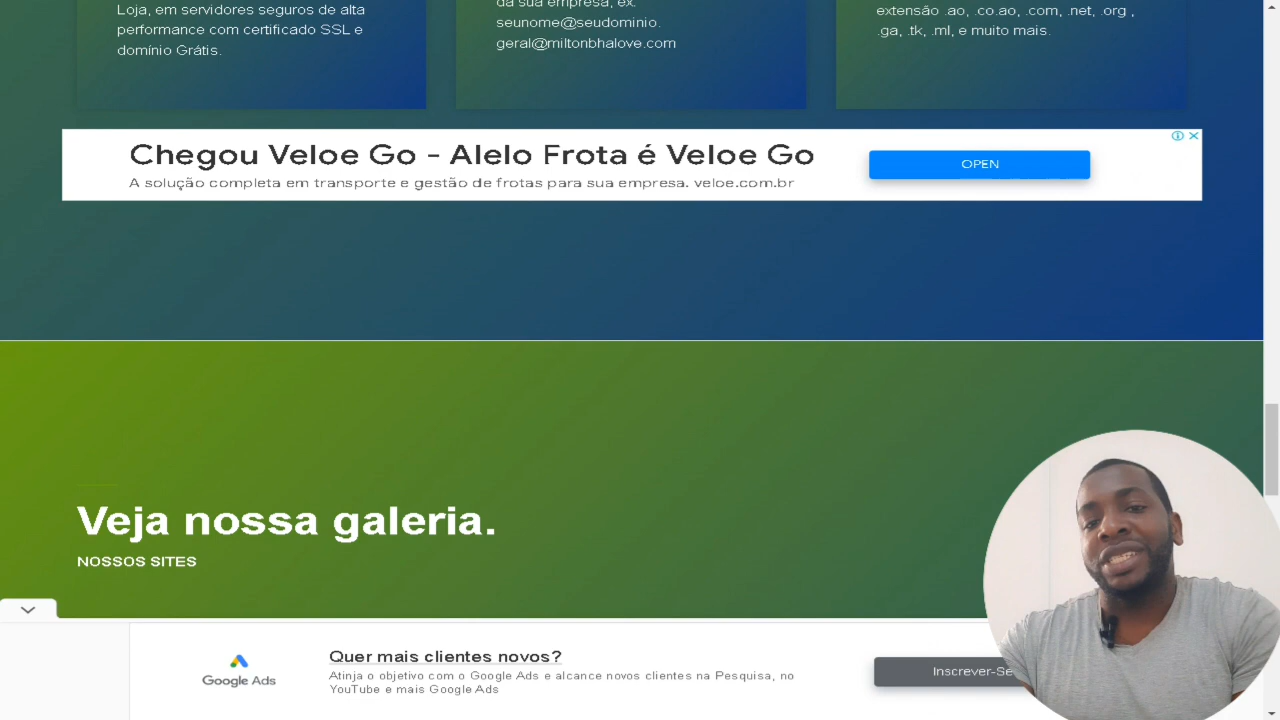 Loja, em servidores seguros de alta
performance com certificado SSL e
domínio Grátis.
da sua empresa, ex:
seunome@seudominio.
geral@miltonbhalove.com
extensão .ao, .co.ao, .com, .net, .org ,
.ga, .tk, .ml, e muito mais.
Chegou Veloe Go - Alelo Frota é Veloe Go
A solução completa em transporte e gestão de frotas para sua empresa. veloe.com.br
OPEN
Veja nossa galeria.
NOSSOS SITES
Google Ads
Quer mais clientes novos?
Atinja o objetivo com o Google Ads e alcance novos clientes na Pesquisa, no
YouTube e mais Google Ads
Inscrever-Se